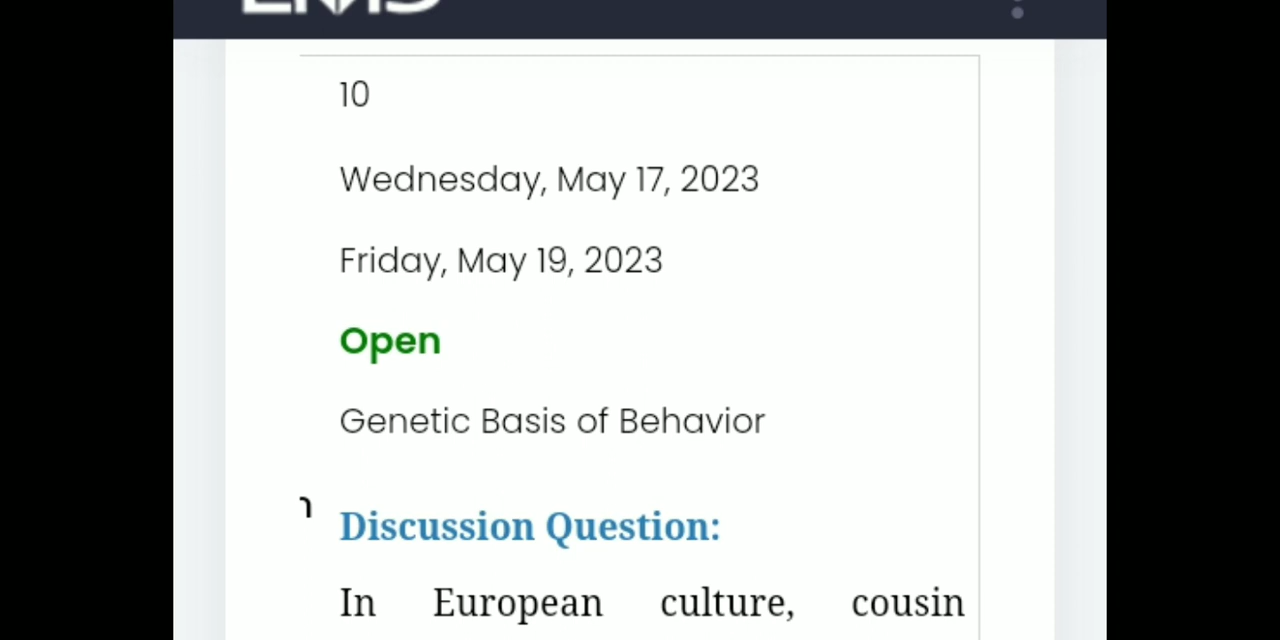 10
Wednesday, May 17, 2023
Friday, May 19, 2023
Open
Genetic Basis of Behavior
Discussion Question:
In European culture, cousin